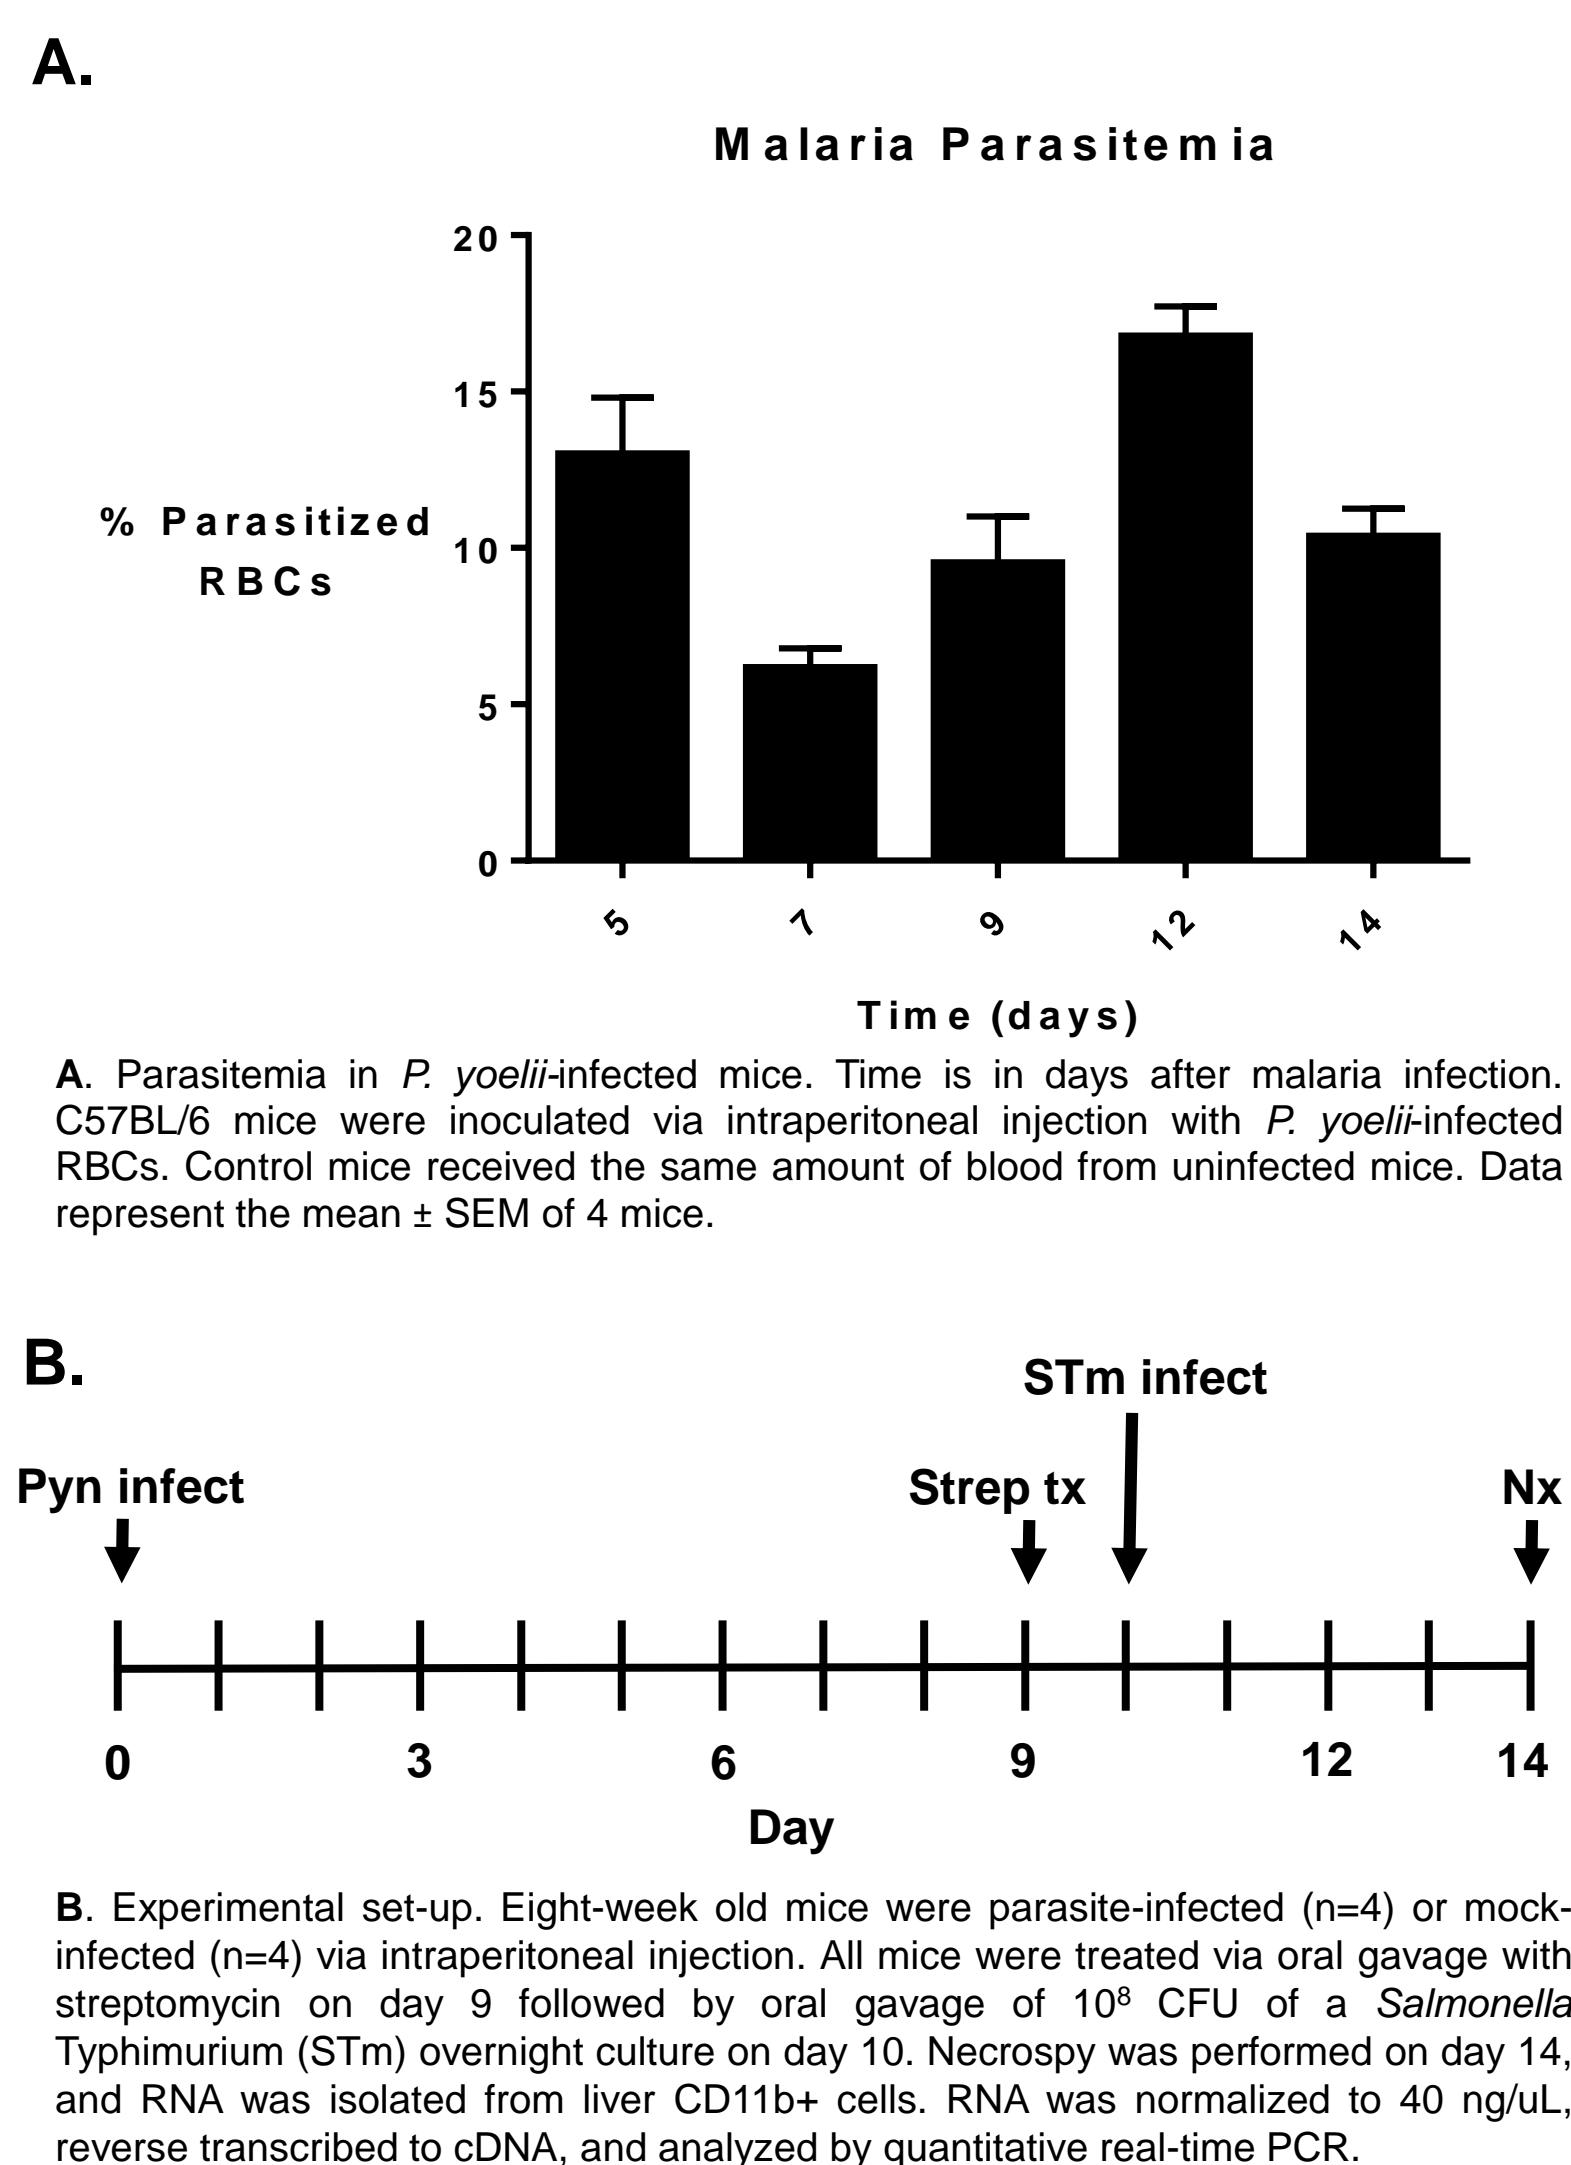 A.
Malaria Parasitemia
20
15
% Parasitized
RBCs
10
5
0
5 7 9 12 14
Time (days)
A. Parasitemia in P. yoelii-infected mice. Time is in days after malaria infection.
C57BL/6 mice were inoculated via intraperitoneal injection with P. yoelii-infected
RBCs. Control mice received the same amount of blood from uninfected mice. Data
represent the mean ± SEM of 4 mice.
B.
STm infect
Pyn infect Strep tx Nx
0 3 6 9 12 14
Day
B. Experimental set-up. Eight-week old mice were parasite-infected (n=4) or mock-
infected (n=4) via intraperitoneal injection. All mice were treated via oral gavage with
streptomycin on day 9 followed by oral gavage of 10⁸ CFU of a Salmonella
Typhimurium (STm) overnight culture on day 10. Necrospy was performed on day 14,
and RNA was isolated from liver CD11b+ cells. RNA was normalized to 40 ng/uL,
reverse transcribed to cDNA, and analyzed by quantitative real-time PCR.